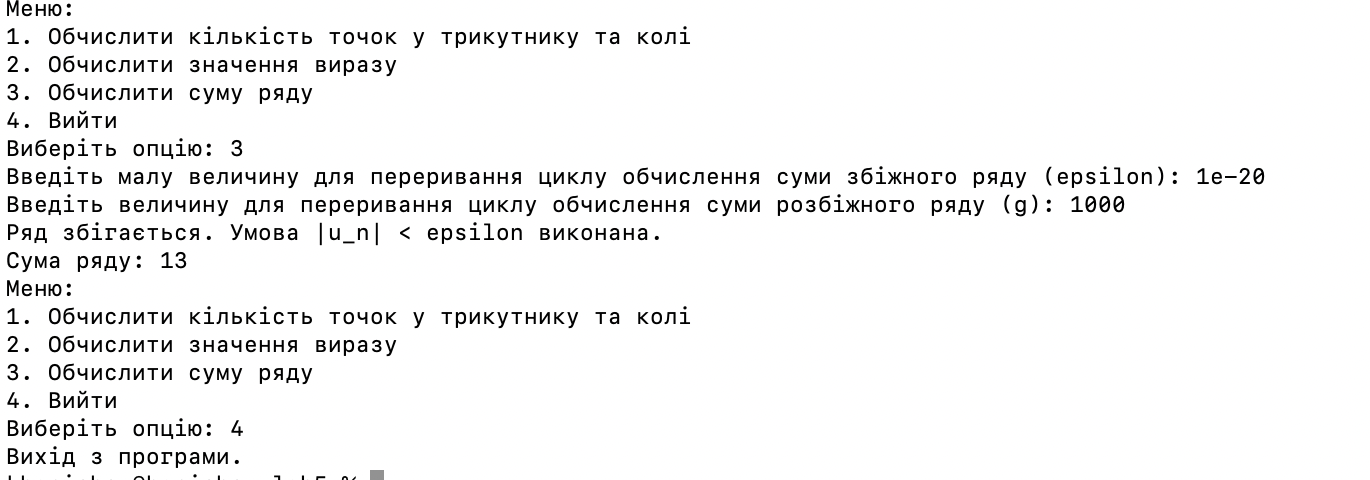 Меню:
1. Обчислити кількість точок у трикутнику та колі
2. Обчислити значення виразу
3. Обчислити суму ряду
4. Вийти
Виберіть опцію: 3
Введіть малу величину для переривання циклу обчислення суми збіжного ряду (epsilon): 1e-20
Введіть величину для переривання циклу обчислення суми розбіжного ряду (g): 1000
Ряд збігається. Умова |u_n| < epsilon виконана.
Сума ряду: 13
Меню:
1. Обчислити кількість точок у трикутнику та колі
2. Обчислити значення виразу
3. Обчислити суму ряду
4. Вийти
Виберіть опцію: 4
Вихід з програми.